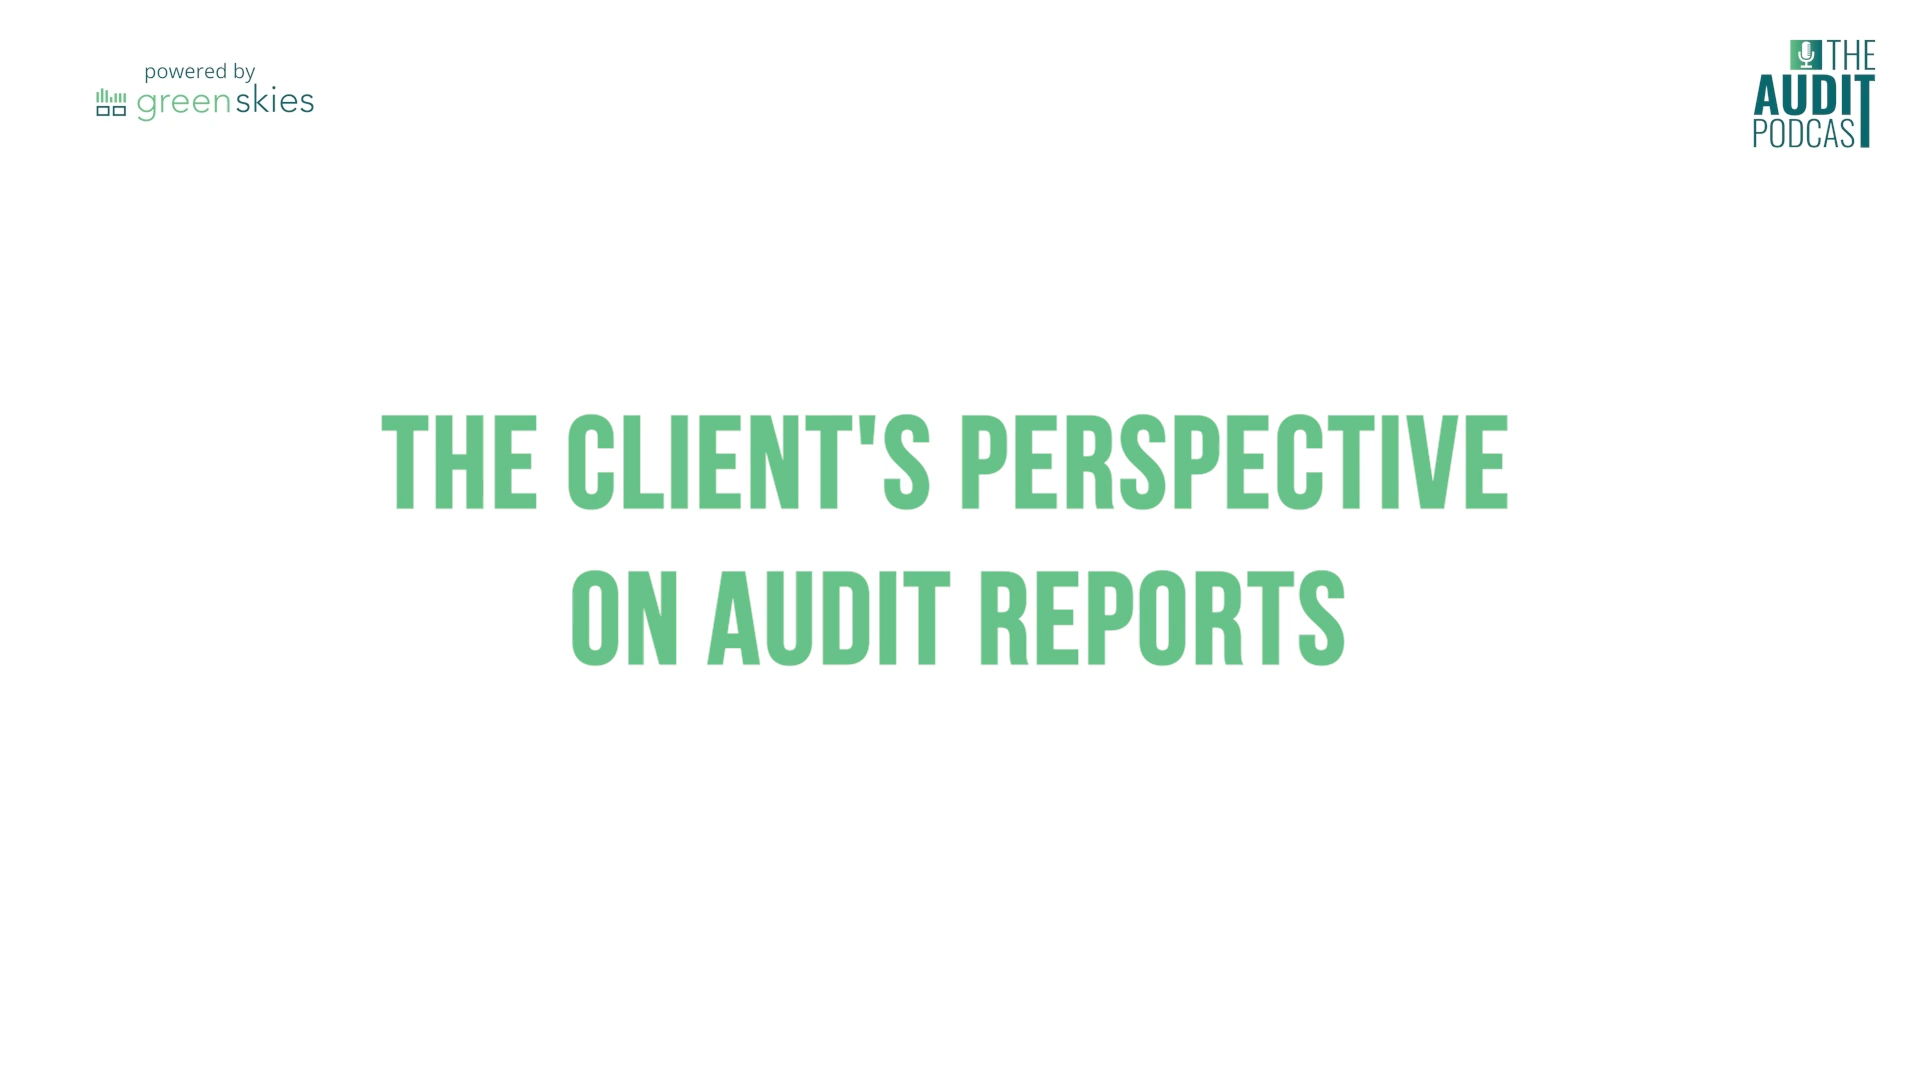 powered by
greenskies
THE
AUDIT
PODCAST
THE CLIENT'S PERSPECTIVE
ON AUDIT REPORTS